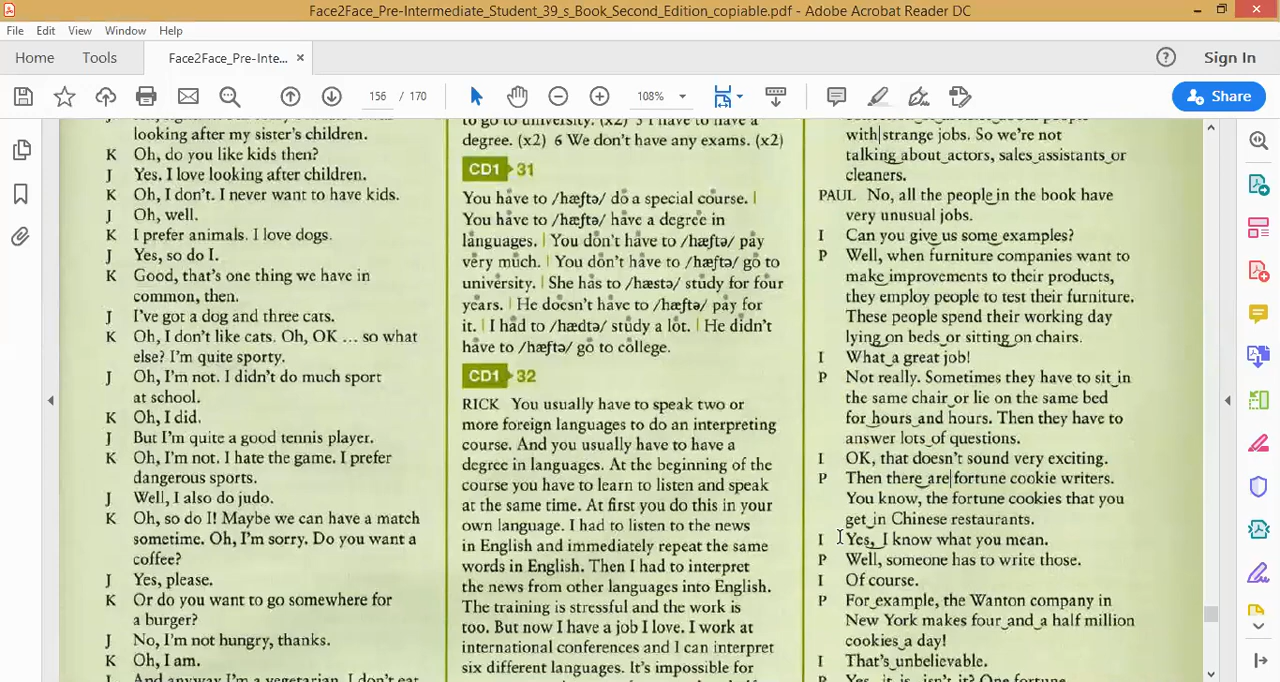 Face2Face_Pre-Intermediate_Student_39_s_Book_Second_Edition_copiable.pdf - Adobe Acrobat Reader DC
File Edit View Window Help
Home Tools Face2Face_Pre-Inte... × Sign In
156 / 170 108% Share
looking after my sister's children.
K Oh, do you like kids then?
J Yes. I love looking after children.
K Oh, I don't. I never want to have kids.
J Oh, well.
K I prefer animals. I love dogs.
J Yes, so do I.
K Good, that's one thing we have in
common, then.
J I've got a dog and three cats.
K Oh, I don't like cats. Oh, OK … so what
else? I'm quite sporty.
J Oh, I'm not. I didn't do much sport
at school.
K Oh, I did.
J But I'm quite a good tennis player.
K Oh, I'm not. I hate the game. I prefer
dangerous sports.
J Well, I also do judo.
K Oh, so do I! Maybe we can have a match
sometime. Oh, I'm sorry. Do you want a
coffee?
J Yes, please.
K Or do you want to go somewhere for
a burger?
J No, I'm not hungry, thanks.
K Oh, I am.
J And anyway I'm a vegetarian. I don't eat
to go to university. (x2) 5 I have to have a
degree. (x2) 6 We don't have any exams. (x2)
CD1 31
You have to /hæftə/ do a special course. |
You have to /hæftə/ have a degree in
languages. | You don't have to /hæftə/ pay
very much. | You don't have to /hæftə/ go to
university. | She has to /hæstə/ study for four
years. | He doesn't have to /hæftə/ pay for
it. | I had to /hædtə/ study a lot. | He didn't
have to /hæftə/ go to college.
CD1 32
RICK You usually have to speak two or
more foreign languages to do an interpreting
course. And you usually have to have a
degree in languages. At the beginning of the
course you have to learn to listen and speak
at the same time. At first you do this in your
own language. I had to listen to the news
in English and immediately repeat the same
words in English. Then I had to interpret
the news from other languages into English.
The training is stressful and the work is
too. But now I have a job I love. I work at
international conferences and I can interpret
six different languages. It's impossible for
with strange jobs. So we're not
talking about actors, sales assistants or
cleaners.
PAUL No, all the people in the book have
very unusual jobs.
I Can you give us some examples?
P Well, when furniture companies want to
make improvements to their products,
they employ people to test their furniture.
These people spend their working day
lying on beds or sitting on chairs.
I What a great job!
P Not really. Sometimes they have to sit in
the same chair or lie on the same bed
for hours and hours. Then they have to
answer lots of questions.
I OK, that doesn't sound very exciting.
P Then there are fortune cookie writers.
You know, the fortune cookies that you
get in Chinese restaurants.
I Yes, I know what you mean.
P Well, someone has to write those.
I Of course.
P For example, the Wanton company in
New York makes four and a half million
cookies a day!
I That's unbelievable.
P Yes, it is, isn't it? One fortune